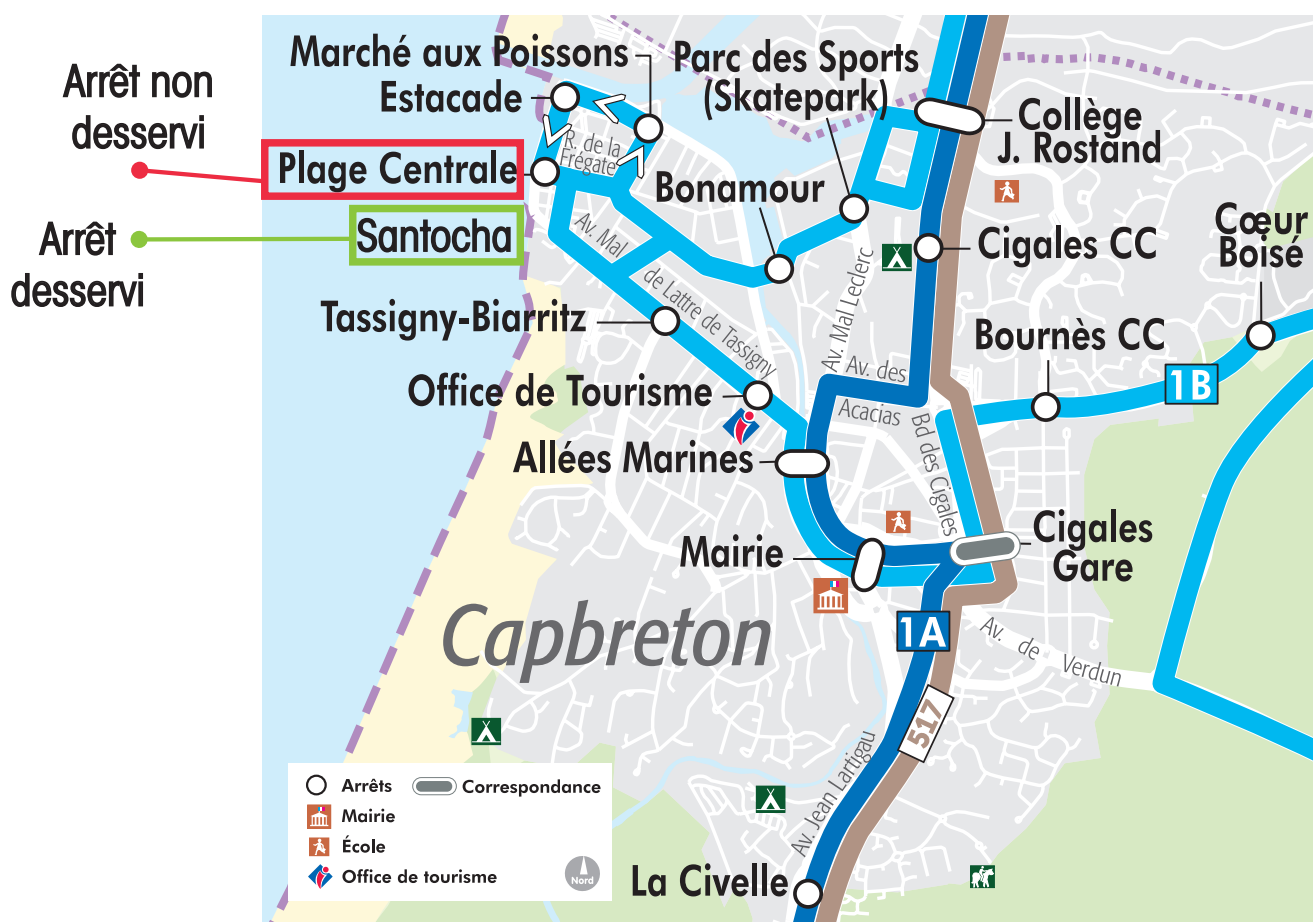 Marché aux Poissons
Estacade
Parc des Sports
(Skatepark)
Arrêt non
desservi
Collège
J. Rostand
R. de la
Frégate
Plage Centrale
Bonamour
Santocha
Arrêt
desservi
Av. Mal
de Lattre de Tassigny
Av. Mal Leclerc
Cigales CC
Cœur
Boisé
Tassigny-Biarritz
Bournès CC
1B
Av. des
Acacias
Office de Tourisme
Bd des Cigales
Allées Marines
Mairie
Cigales
Gare
Capbreton
1A
Av. de Verdun
517
Av. Jean Lartigau
Arrêts
Correspondance
Mairie
École
Office de tourisme
Nord
La Civelle